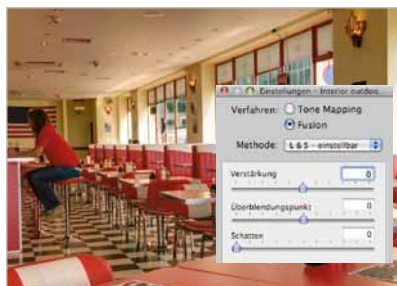 Einstellungen – Interior outdoo
Verfahren: Tone Mapping
Fusion
Methode: L & S – einstellbar
Verstärkung 0
Überblendungspunkt 0
Schatten 0